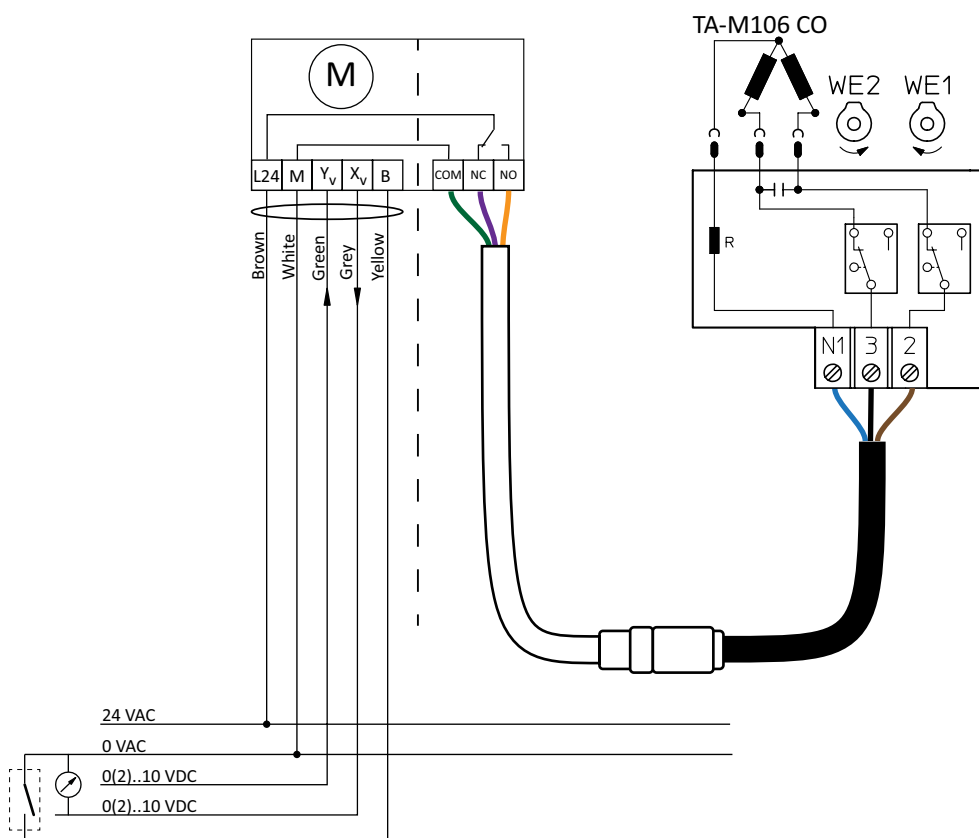 TA-M106 CO
M
WE2 WE1
L24 M Yv Xv B COM NC NO
Brown
White
Green
Grey
Yellow
R
N1 3 2
24 VAC
0 VAC
0(2)..10 VDC
0(2)..10 VDC